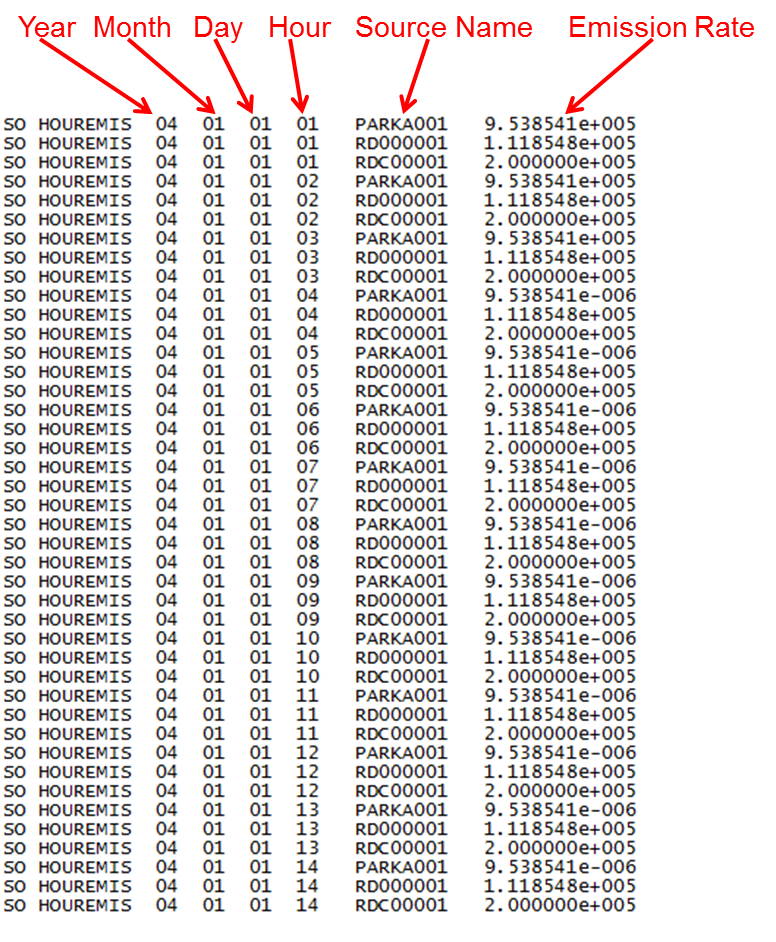 Year Month Day Hour Source Name Emission Rate
SO HOUREMIS 04 01 01 01 PARKA001 9.538541e+005
SO HOUREMIS 04 01 01 01 RD000001 1.118548e+005
SO HOUREMIS 04 01 01 01 RDC00001 2.000000e+005
SO HOUREMIS 04 01 01 02 PARKA001 9.538541e+005
SO HOUREMIS 04 01 01 02 RD000001 1.118548e+005
SO HOUREMIS 04 01 01 02 RDC00001 2.000000e+005
SO HOUREMIS 04 01 01 03 PARKA001 9.538541e+005
SO HOUREMIS 04 01 01 03 RD000001 1.118548e+005
SO HOUREMIS 04 01 01 03 RDC00001 2.000000e+005
SO HOUREMIS 04 01 01 04 PARKA001 9.538541e-006
SO HOUREMIS 04 01 01 04 RD000001 1.118548e+005
SO HOUREMIS 04 01 01 04 RDC00001 2.000000e+005
SO HOUREMIS 04 01 01 05 PARKA001 9.538541e-006
SO HOUREMIS 04 01 01 05 RD000001 1.118548e+005
SO HOUREMIS 04 01 01 05 RDC00001 2.000000e+005
SO HOUREMIS 04 01 01 06 PARKA001 9.538541e-006
SO HOUREMIS 04 01 01 06 RD000001 1.118548e+005
SO HOUREMIS 04 01 01 06 RDC00001 2.000000e+005
SO HOUREMIS 04 01 01 07 PARKA001 9.538541e-006
SO HOUREMIS 04 01 01 07 RD000001 1.118548e+005
SO HOUREMIS 04 01 01 07 RDC00001 2.000000e+005
SO HOUREMIS 04 01 01 08 PARKA001 9.538541e-006
SO HOUREMIS 04 01 01 08 RD000001 1.118548e+005
SO HOUREMIS 04 01 01 08 RDC00001 2.000000e+005
SO HOUREMIS 04 01 01 09 PARKA001 9.538541e-006
SO HOUREMIS 04 01 01 09 RD000001 1.118548e+005
SO HOUREMIS 04 01 01 09 RDC00001 2.000000e+005
SO HOUREMIS 04 01 01 10 PARKA001 9.538541e-006
SO HOUREMIS 04 01 01 10 RD000001 1.118548e+005
SO HOUREMIS 04 01 01 10 RDC00001 2.000000e+005
SO HOUREMIS 04 01 01 11 PARKA001 9.538541e-006
SO HOUREMIS 04 01 01 11 RD000001 1.118548e+005
SO HOUREMIS 04 01 01 11 RDC00001 2.000000e+005
SO HOUREMIS 04 01 01 12 PARKA001 9.538541e-006
SO HOUREMIS 04 01 01 12 RD000001 1.118548e+005
SO HOUREMIS 04 01 01 12 RDC00001 2.000000e+005
SO HOUREMIS 04 01 01 13 PARKA001 9.538541e-006
SO HOUREMIS 04 01 01 13 RD000001 1.118548e+005
SO HOUREMIS 04 01 01 13 RDC00001 2.000000e+005
SO HOUREMIS 04 01 01 14 PARKA001 9.538541e-006
SO HOUREMIS 04 01 01 14 RD000001 1.118548e+005
SO HOUREMIS 04 01 01 14 RDC00001 2.000000e+005